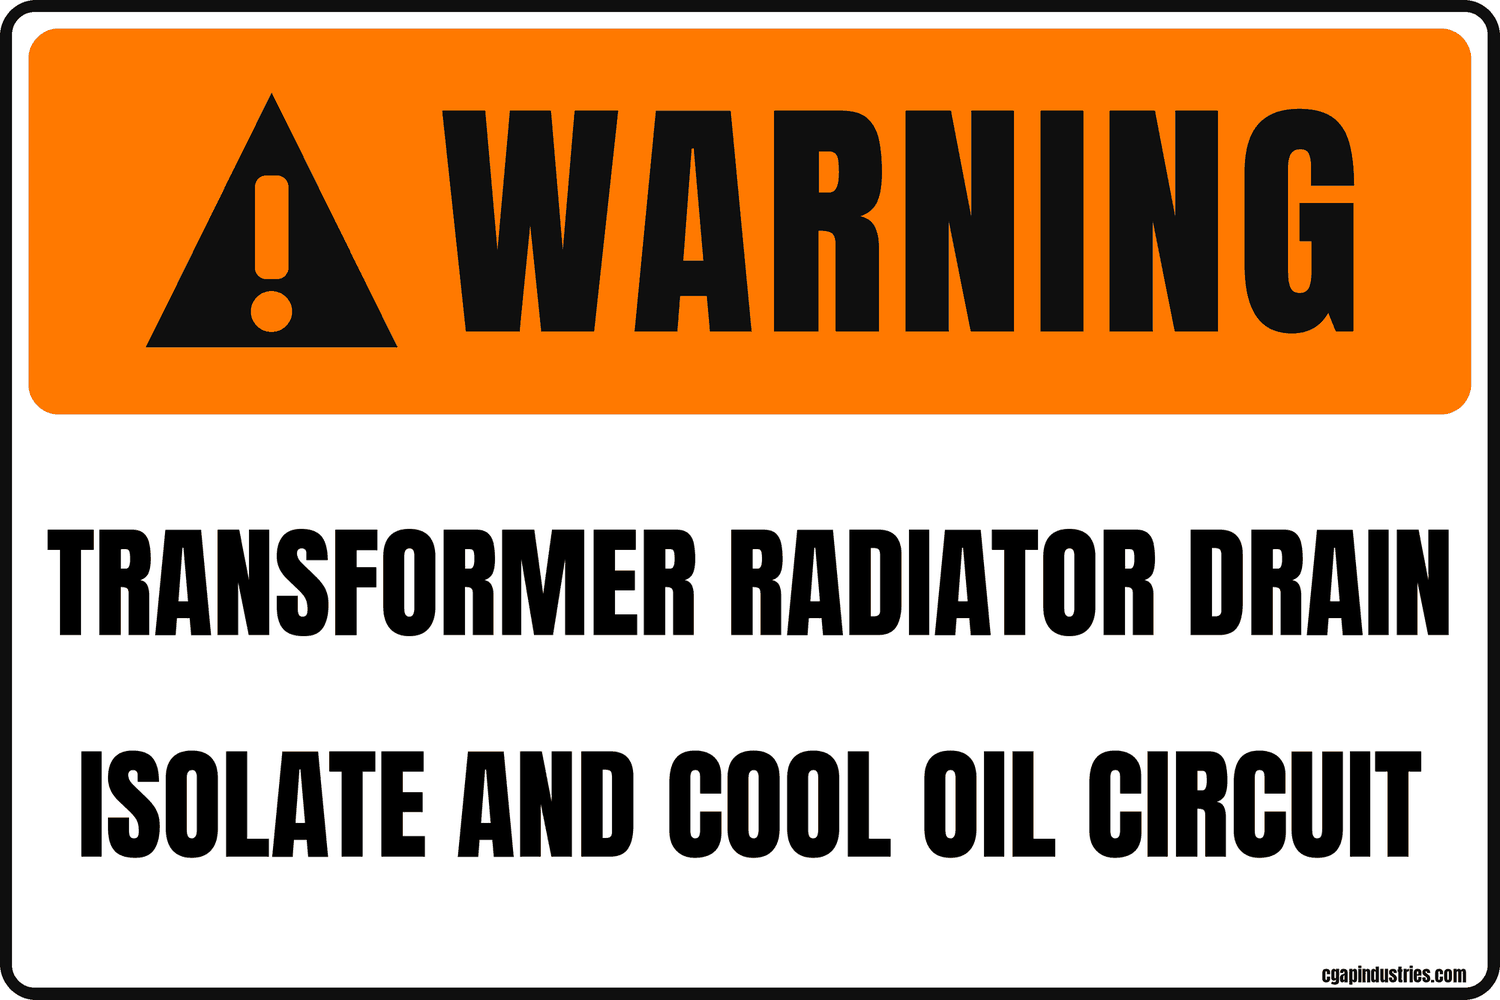 WARNING
TRANSFORMER RADIATOR DRAIN
ISOLATE AND COOL OIL CIRCUIT
cgapindustries.com